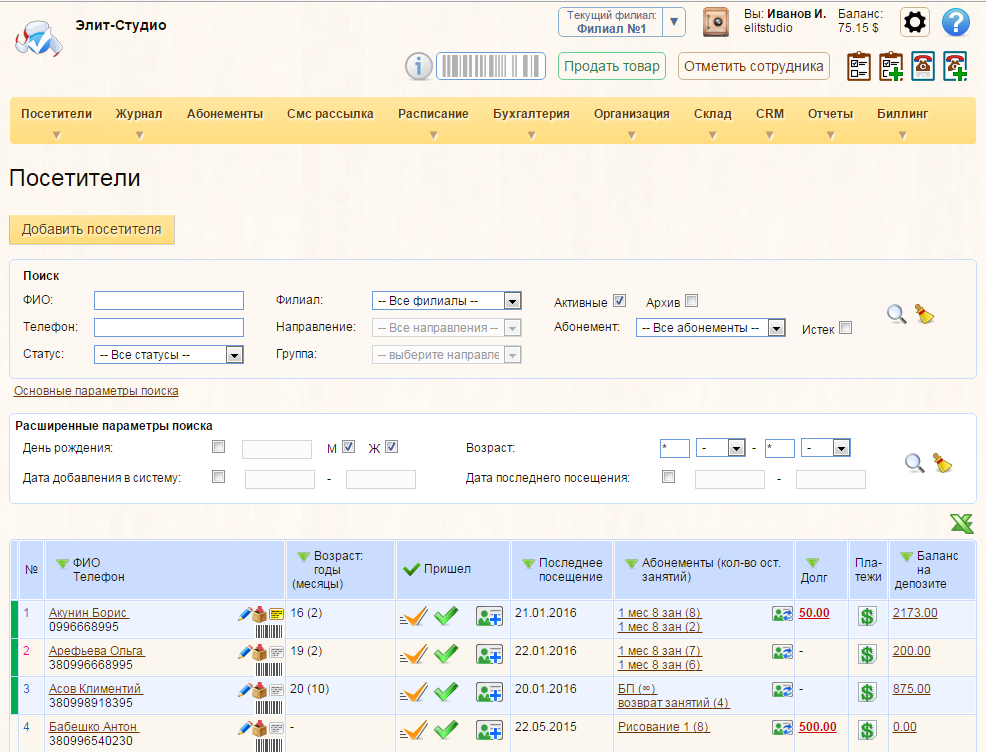 Элит-Студио
Текущий филиал:
Филиал №1
Вы: Иванов И.
elitstudio
Баланс:
75.15 $
Продать товар
Отметить сотрудника
Посетители Журнал Абонементы Смс рассылка Расписание Бухгалтерия Организация Склад CRM Отчеты Биллинг
Посетители
Добавить посетителя
Поиск
ФИО: Филиал: -- Все филиалы -- Активные Архив
Телефон: Направление: -- Все направления -- Абонемент: -- Все абонементы -- Истек
Статус: -- Все статусы -- Группа: -- выберите направле
Основные параметры поиска
Расширенные параметры поиска
День рождения: М Ж Возраст: * - - * -
Дата добавления в систему: - Дата последнего посещения: -
№
ФИО
Телефон
Возраст:
годы
(месяцы)
Пришел
Последнее
посещение
Абонементы (кол-во ост.
занятий)
Долг
Пла-
тежи
Баланс
на
депозите
1 Акунин Борис 16 (2) 21.01.2016 1 мес 8 зан (8) 50.00 2173.00
0996668995 1 мес 8 зан (2)
2 Арефьева Ольга 19 (2) 22.01.2016 1 мес 8 зан (7) - 200.00
380996668995 1 мес 8 зан (6)
3 Асов Климентий 20 (10) 20.01.2016 БП (∞) - 875.00
380998918395 возврат занятий (4)
4 Бабешко Антон - 22.05.2015 Рисование 1 (8) 500.00 0.00
380996540230